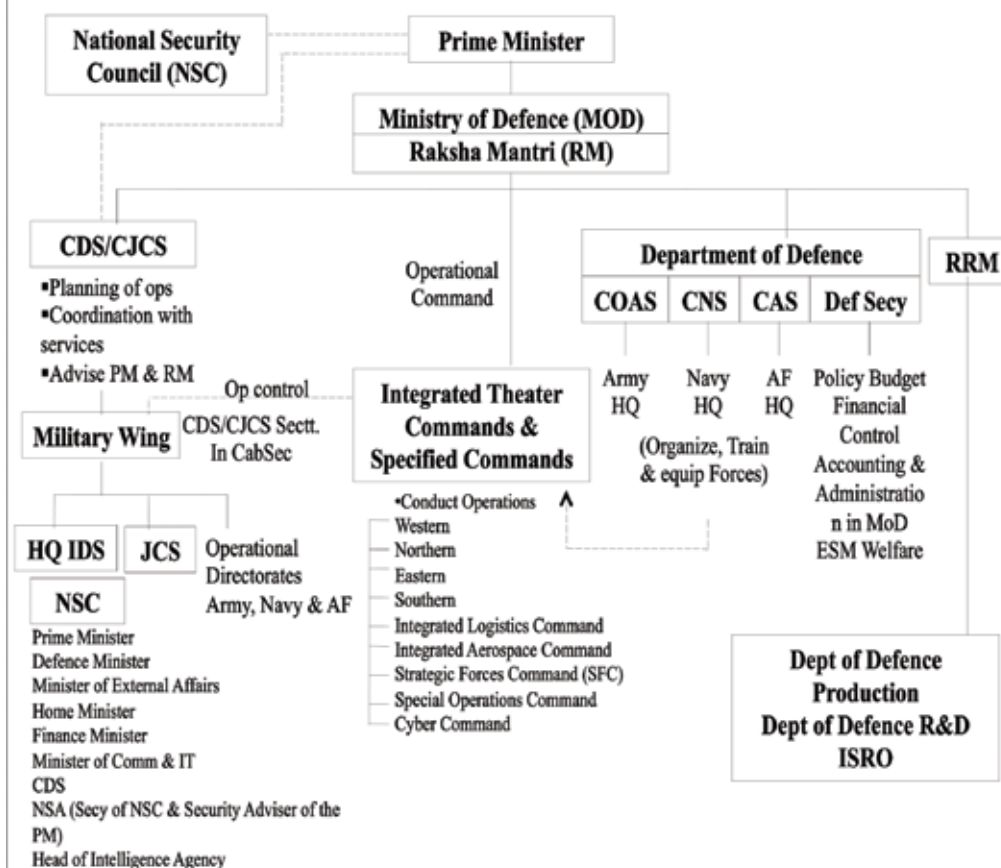 National Security
Council (NSC)
Prime Minister
Ministry of Defence (MOD)
Raksha Mantri (RM)
CDS/CJCS
▪Planning of ops
▪Coordination with
services
▪Advise PM & RM
Operational
Command
Department of Defence
COAS
CNS
CAS
Def Secy
RRM
Army
HQ
Navy
HQ
AF
HQ
(Organize, Train
& equip Forces)
Policy Budget
Financial
Control
Accounting &
Administratio
n in MoD
ESM Welfare
Op control
CDS/CJCS Sectt.
In CabSec
Military Wing
Integrated Theater
Commands &
Specified Commands
HQ IDS
JCS
Operational
Directorates
Army, Navy & AF
•Conduct Operations
Western
Northern
Eastern
Southern
Integrated Logistics Command
Integrated Aerospace Command
Strategic Forces Command (SFC)
Special Operations Command
Cyber Command
NSC
Prime Minister
Defence Minister
Minister of External Affairs
Home Minister
Finance Minister
Minister of Comm & IT
CDS
NSA (Secy of NSC & Security Adviser of the
PM)
Head of Intelligence Agency
Dept of Defence
Production
Dept of Defence R&D
ISRO